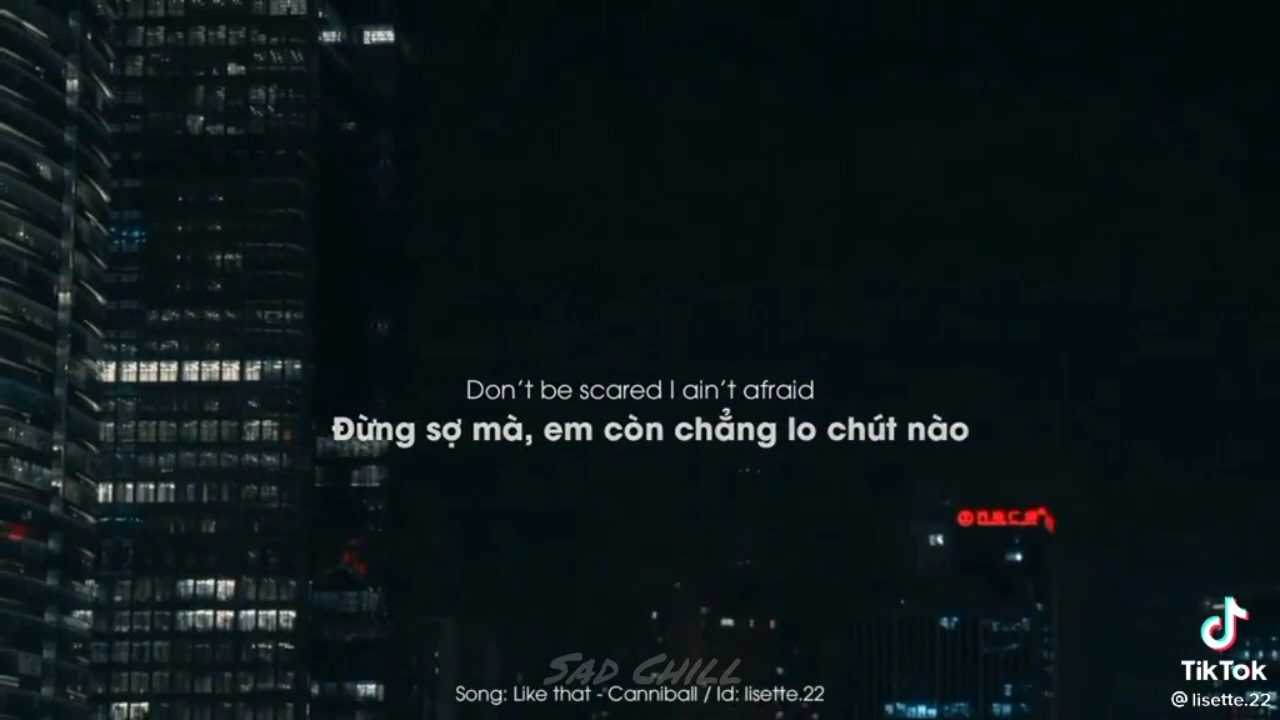 Don't be scared I ain't afraid
Đừng sợ mà, em còn chẳng lo chút nào
SAD CHILL
Song: Like that - Canniball / Id: lisette.22
TikTok
@lisette.22